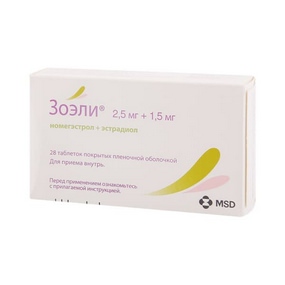 Зоэли® 2,5 мг + 1,5 мг
номегэстрол + эстрадиол
28 таблеток покрытых пленочной оболочкой
Для приема внутрь.
Перед применением ознакомьтесь
с прилагаемой инструкцией.
MSD